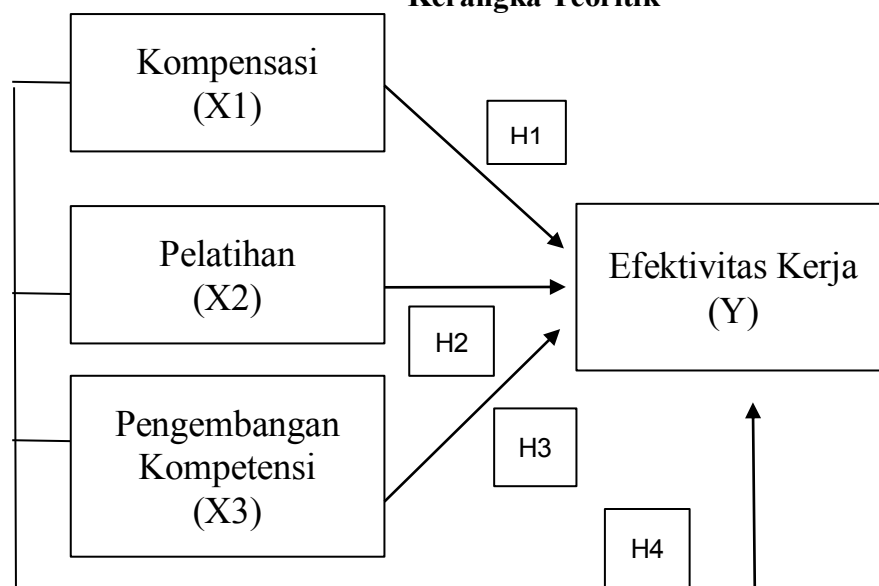 Kerangka Teoritik
Kompensasi
(X1)
H1
Pelatihan
(X2)
Efektivitas Kerja
(Y)
H2
Pengembangan
Kompetensi
(X3)
H3
H4